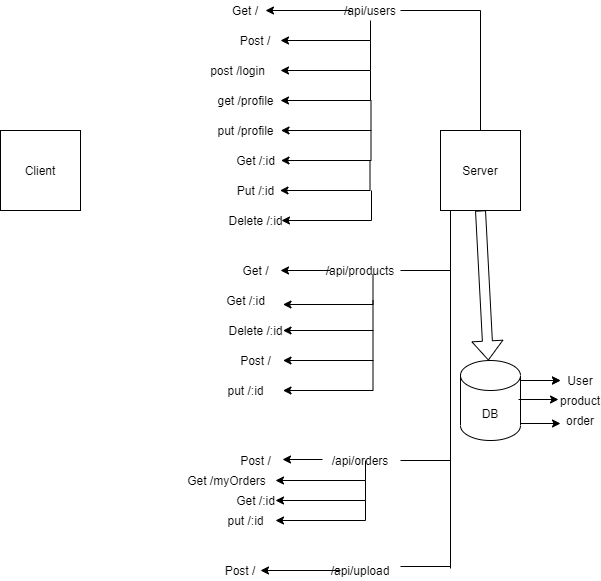 Get / /api/users
Post /
post /login
get /profile
put /profile
Get /:id
Put /:id
Delete /:id
Client
Server
Get / /api/products
Get /:id
Delete /:id
Post /
put /:id
DB
User
product
order
Post / /api/orders
Get /myOrders
Get /:id
put /:id
Post / /api/upload